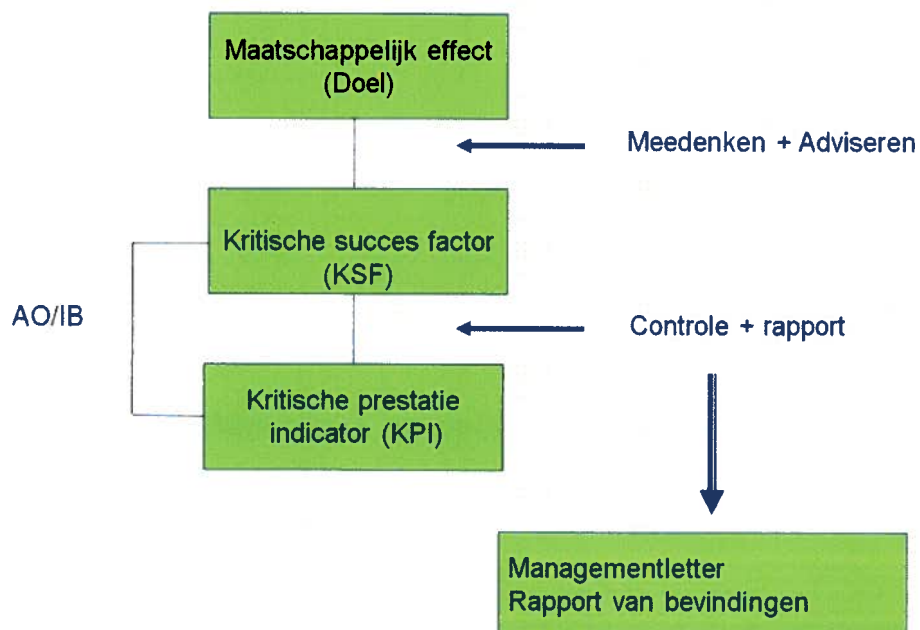 Maatschappelijk effect
(Doel)
Meedenken + Adviseren
Kritische succes factor
(KSF)
AO/IB
Controle + rapport
Kritische prestatie
indicator (KPI)
Managementletter
Rapport van bevindingen